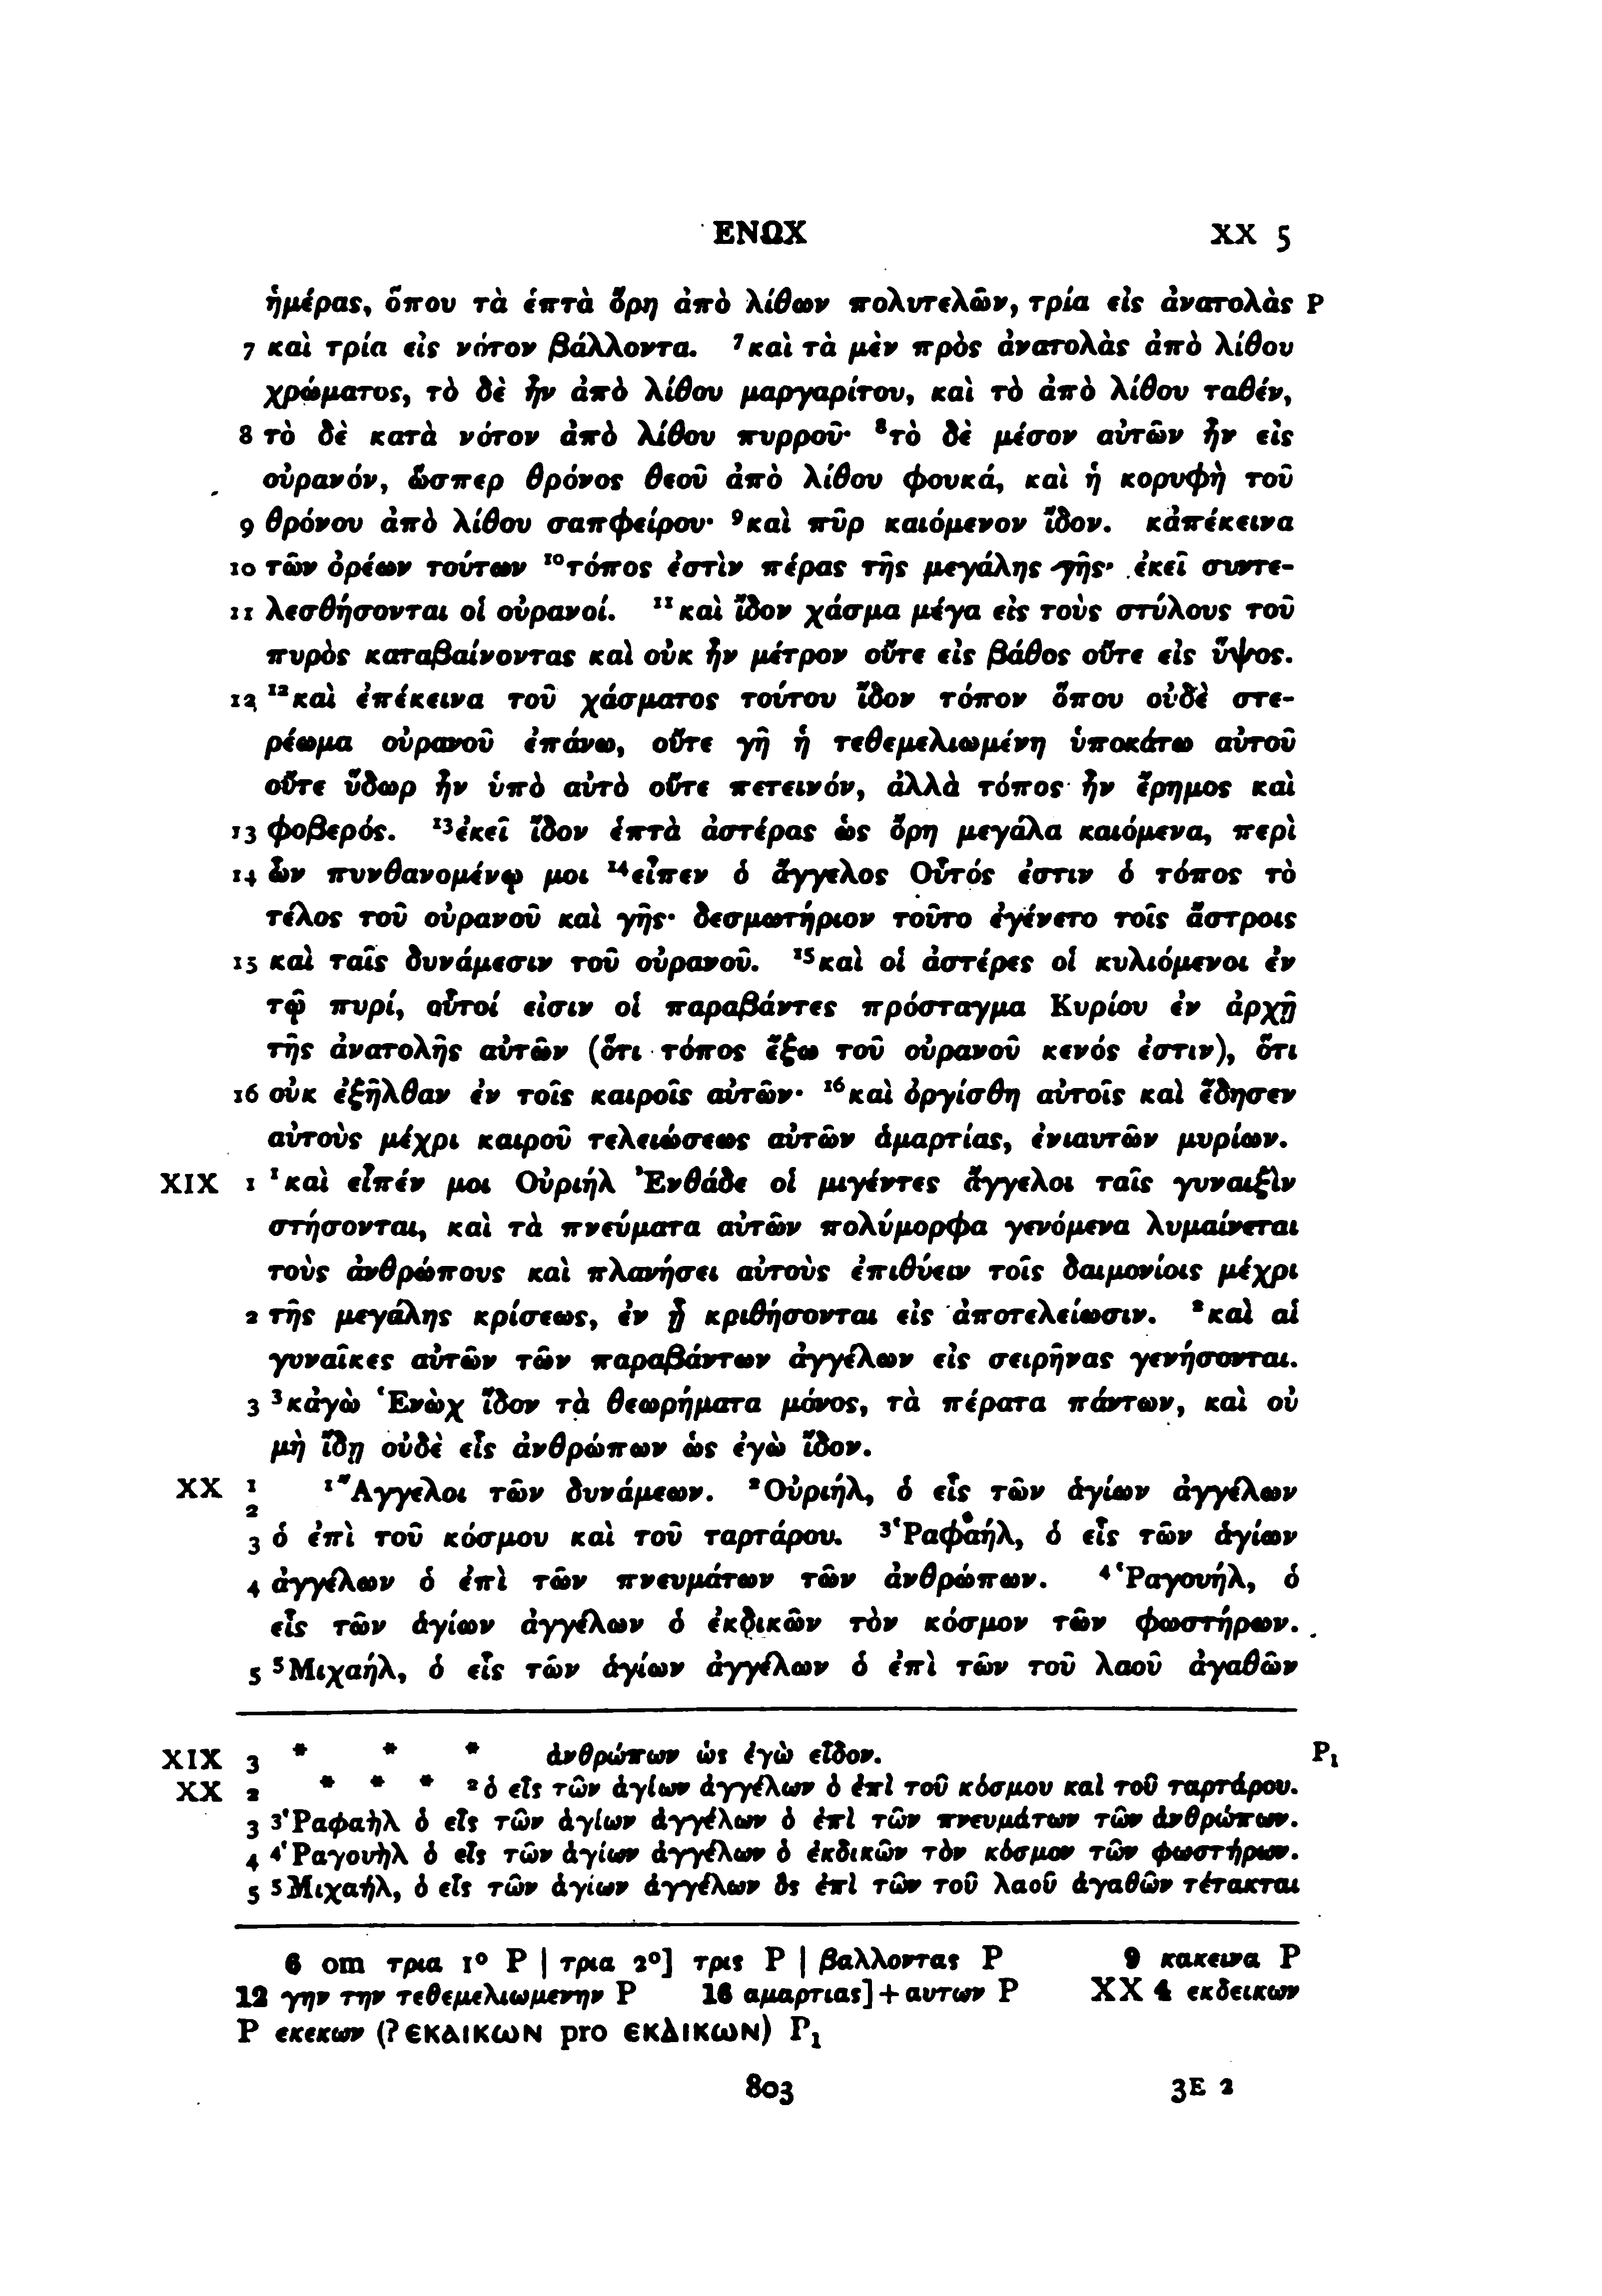 ΕΝΩΧ XX 5
ἡμέρας, ὅπου τὰ ἑπτὰ ὄρη ἀπὸ λίθων πολυτελῶν, τρία εἰς ἀνατολὰς P
7 καὶ τρία εἰς νότον βάλλοντα. ⁷καὶ τὰ μὲν πρὸς ἀνατολὰς ἀπὸ λίθου
χρώματος, τὸ δὲ ἦν ἀπὸ λίθου μαργαρίτου, καὶ τὸ ἀπὸ λίθου ταθέν,
8 τὸ δὲ κατὰ νότον ἀπὸ λίθου πυρροῦ· ⁸τὸ δὲ μέσον αὐτῶν ἦν εἰς
οὐρανόν, ὥσπερ θρόνος θεοῦ ἀπὸ λίθου φουκά, καὶ ἡ κορυφὴ τοῦ
9 θρόνου ἀπὸ λίθου σαπφείρου· ⁹καὶ πῦρ καιόμενον ἴδον. κἀπέκεινα
10 τῶν ὀρέων τούτων ¹⁰τόπος ἐστὶν πέρας τῆς μεγάλης γῆς· ἐκεῖ συντε-
11 λεσθήσονται οἱ οὐρανοί. ¹¹καὶ ἴδον χάσμα μέγα εἰς τοὺς στύλους τοῦ
πυρὸς καταβαίνοντας καὶ οὐκ ἦν μέτρον οὔτε εἰς βάθος οὔτε εἰς ὕψος.
12 ¹²καὶ ἐπέκεινα τοῦ χάσματος τούτου ἴδον τόπον ὅπου οὐδὲ στε-
ρέωμα οὐρανοῦ ἐπάνω, οὔτε γῆ ἡ τεθεμελιωμένη ὑποκάτω αὐτοῦ
οὔτε ὕδωρ ἦν ὑπὸ αὐτὸ οὔτε πετεινόν, ἀλλὰ τόπος ἦν ἔρημος καὶ
13 φοβερός. ¹³ἐκεῖ ἴδον ἑπτὰ ἀστέρας ὡς ὄρη μεγάλα καιόμενα, περὶ
14 ὧν πυνθανομένῳ μοι ¹⁴εἶπεν ὁ ἄγγελος Οὗτός ἐστιν ὁ τόπος τὸ
τέλος τοῦ οὐρανοῦ καὶ γῆς· δεσμωτήριον τοῦτο ἐγένετο τοῖς ἄστροις
15 καὶ ταῖς δυνάμεσιν τοῦ οὐρανοῦ. ¹⁵καὶ οἱ ἀστέρες οἱ κυλιόμενοι ἐν
τῷ πυρί, οὗτοί εἰσιν οἱ παραβάντες πρόσταγμα Κυρίου ἐν ἀρχῇ
τῆς ἀνατολῆς αὐτῶν (ὅτι τόπος ἔξω τοῦ οὐρανοῦ κενός ἐστιν), ὅτι
16 οὐκ ἐξῆλθαν ἐν τοῖς καιροῖς αὐτῶν· ¹⁶καὶ ὀργίσθη αὐτοῖς καὶ ἔδησεν
αὐτοὺς μέχρι καιροῦ τελειώσεως αὐτῶν ἁμαρτίας, ἐνιαυτῶν μυρίων.
XIX 1 ¹καὶ εἶπέν μοι Οὐριήλ Ἐνθάδε οἱ μιγέντες ἄγγελοι ταῖς γυναιξὶν
στήσονται, καὶ τὰ πνεύματα αὐτῶν πολύμορφα γενόμενα λυμαίνεται
τοὺς ἀνθρώπους καὶ πλανήσει αὐτοὺς ἐπιθύειν τοῖς δαιμονίοις μέχρι
2 τῆς μεγάλης κρίσεως, ἐν ᾗ κριθήσονται εἰς ἀποτελείωσιν. ²καὶ αἱ
γυναῖκες αὐτῶν τῶν παραβάντων ἀγγέλων εἰς σειρῆνας γενήσονται.
3 ³κἀγὼ Ἑνὼχ ἴδον τὰ θεωρήματα μόνος, τὰ πέρατα πάντων, καὶ οὐ
μὴ ἴδῃ οὐδὲ εἷς ἀνθρώπων ὡς ἐγὼ ἴδον.
XX 1 ¹Ἄγγελοι τῶν δυνάμεων. ²Οὐριήλ, ὁ εἷς τῶν ἁγίων ἀγγέλων
2
3 ὁ ἐπὶ τοῦ κόσμου καὶ τοῦ ταρτάρου. ³Ῥαφαήλ, ὁ εἷς τῶν ἁγίων
4 ἀγγέλων ὁ ἐπὶ τῶν πνευμάτων τῶν ἀνθρώπων. ⁴Ῥαγουήλ, ὁ
εἷς τῶν ἁγίων ἀγγέλων ὁ ἐκδικῶν τὸν κόσμον τῶν φωστήρων.
5 ⁵Μιχαήλ, ὁ εἷς τῶν ἁγίων ἀγγέλων ὁ ἐπὶ τῶν τοῦ λαοῦ ἀγαθῶν
XIX 3 * * * ἀνθρώπων ὡς ἐγὼ εἶδον. P₁
XX 2 * * * ²ὁ εἷς τῶν ἁγίων ἀγγέλων ὁ ἐπὶ τοῦ κόσμου καὶ τοῦ ταρτάρου.
3 ³Ῥαφαὴλ ὁ εἷς τῶν ἁγίων ἀγγέλων ὁ ἐπὶ τῶν πνευμάτων τῶν ἀνθρώπων.
4 ⁴Ῥαγουὴλ ὁ εἷς τῶν ἁγίων ἀγγέλων ὁ ἐκδικῶν τὸν κόσμον τῶν φωστήρων.
5 ⁵Μιχαήλ, ὁ εἷς τῶν ἁγίων ἀγγέλων ὃς ἐπὶ τῶν τοῦ λαοῦ ἀγαθῶν τέτακται
6 om τρια 1° P | τρια 2°] τρις P | βαλλοντας P 9 κακεινα P
12 γην την τεθεμελιωμενην P 16 αμαρτιας] + αυτων P XX 4 εκδεικων
P εκεκων (? ΕΚΑΙΚΩΝ pro ΕΚΔΙΚΩΝ) P₁
803 3E 2